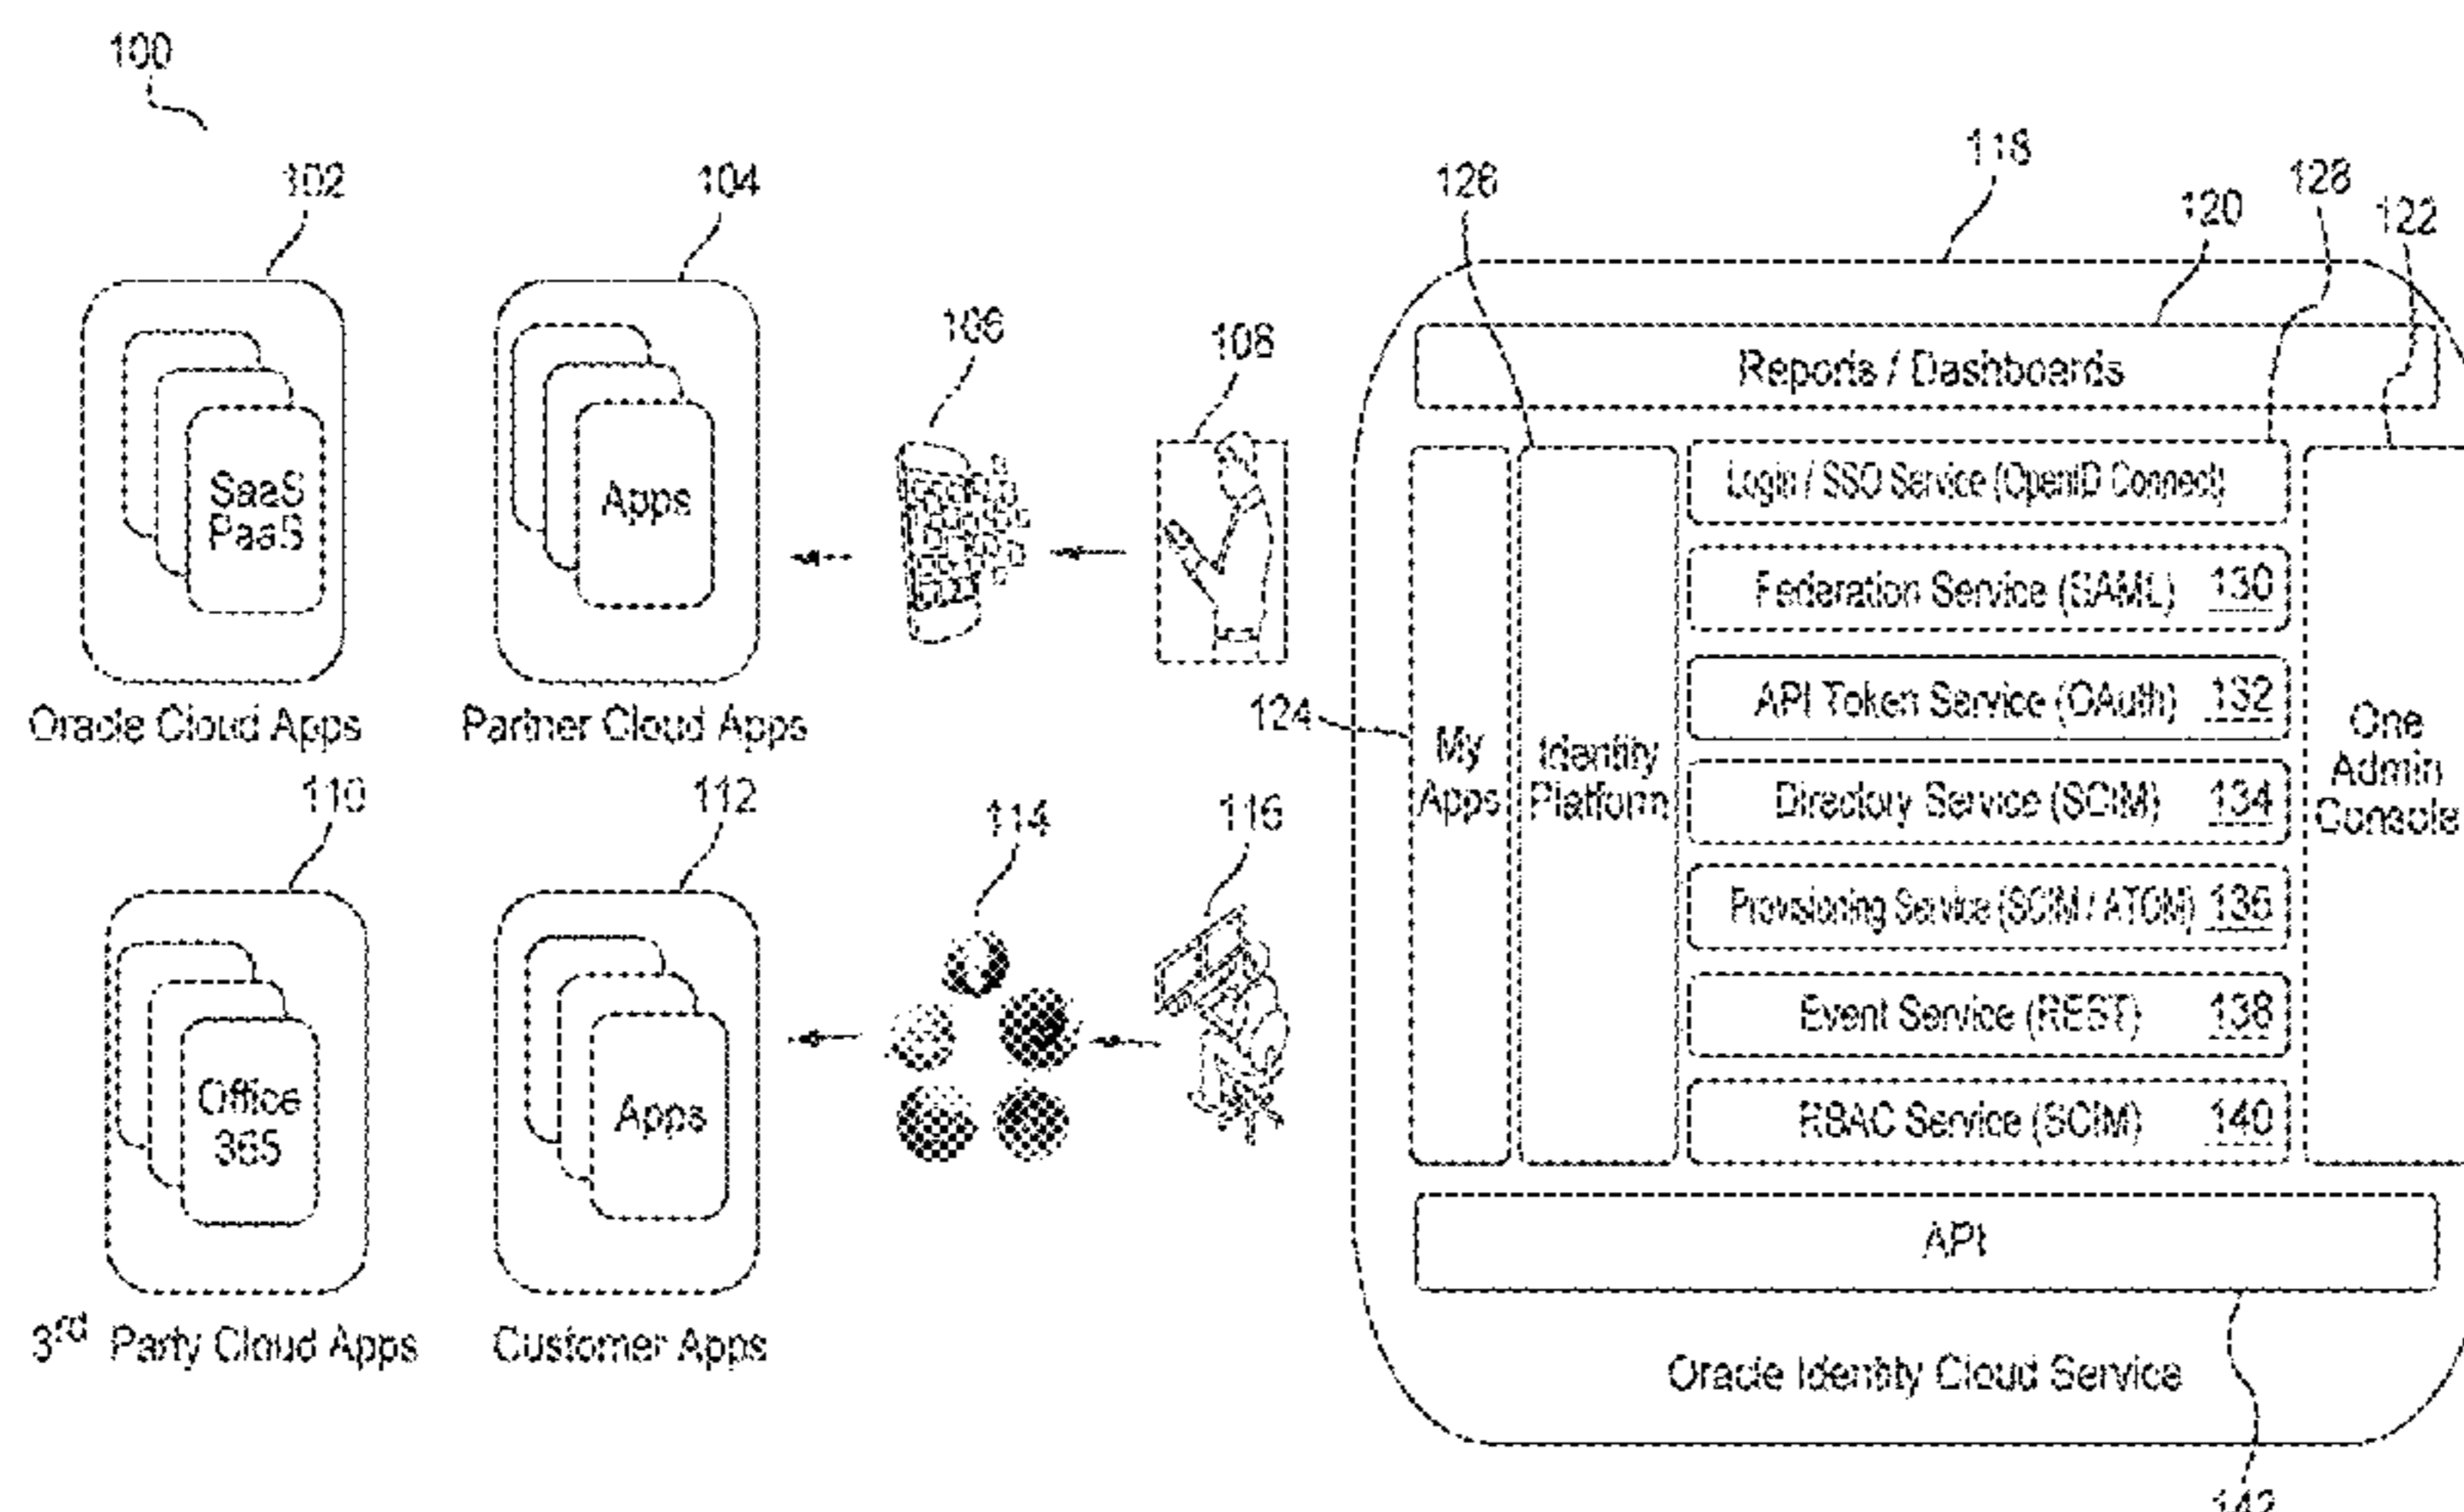 100
102
104
106
108
126
118
120
128
122
SaaS
PaaS
Apps
Oracle Cloud Apps
Partner Cloud Apps
110
112
114
116
Office
365
Apps
3rd Party Cloud Apps
Customer Apps
Reports / Dashboards
124
My
Apps
Identity
Platform
Login / SSO Service (OpenID Connect)
Federation Service (SAML) 130
API Token Service (OAuth) 132
Directory Service (SCIM) 134
Provisioning Service (SCIM / ATOM) 136
Event Service (REST) 138
RBAC Service (SCIM) 140
One
Admin
Console
API
Oracle Identity Cloud Service
142